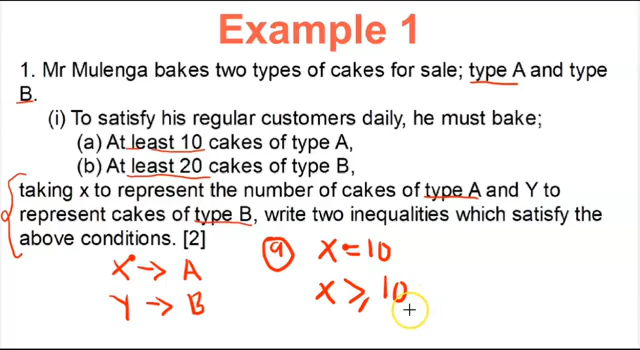 Example 1
1. Mr Mulenga bakes two types of cakes for sale; type A and type
B.
(i) To satisfy his regular customers daily, he must bake;
(a) At least 10 cakes of type A,
(b) At least 20 cakes of type B,
taking x to represent the number of cakes of type A and Y to
represent cakes of type B, write two inequalities which satisfy the
above conditions. [2]
X → A
Y → B
(a) X = 10
X ⩾ 10